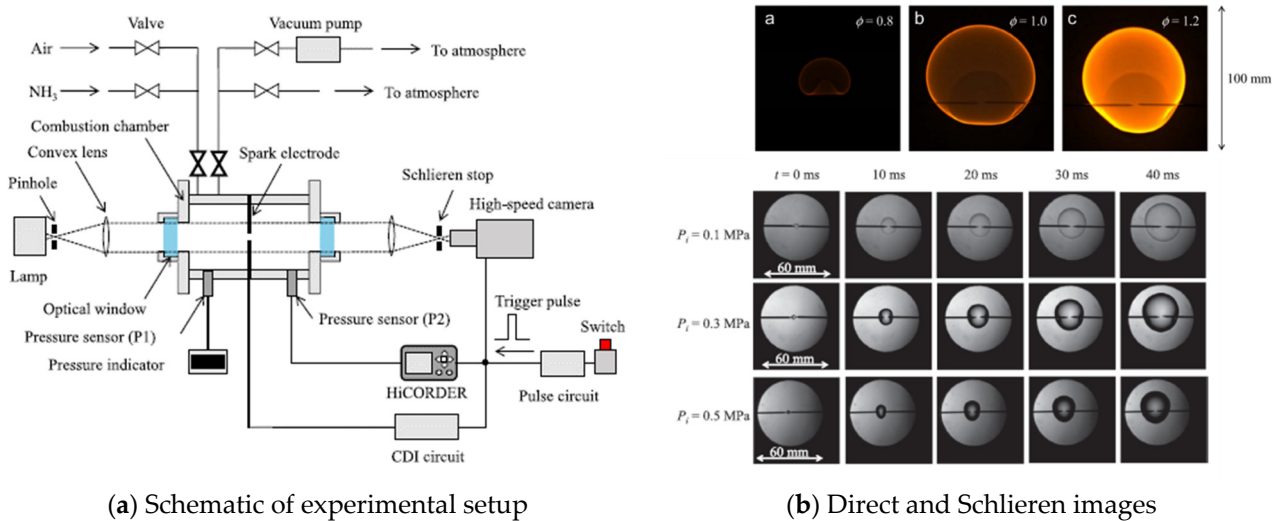 Valve
Vacuum pump
Air
To atmosphere
NH₃
To atmosphere
Combustion chamber
Convex lens
Pinhole
Spark electrode
Schlieren stop
High-speed camera
Lamp
Optical window
Pressure sensor (P1)
Pressure indicator
Pressure sensor (P2)
Trigger pulse
Switch
HiCORDER
Pulse circuit
CDI circuit
(a) Schematic of experimental setup
a
ϕ = 0.8
b
ϕ = 1.0
c
ϕ = 1.2
100 mm
t = 0 ms
10 ms
20 ms
30 ms
40 ms
Pᵢ = 0.1 MPa
60 mm
Pᵢ = 0.3 MPa
60 mm
Pᵢ = 0.5 MPa
60 mm
(b) Direct and Schlieren images